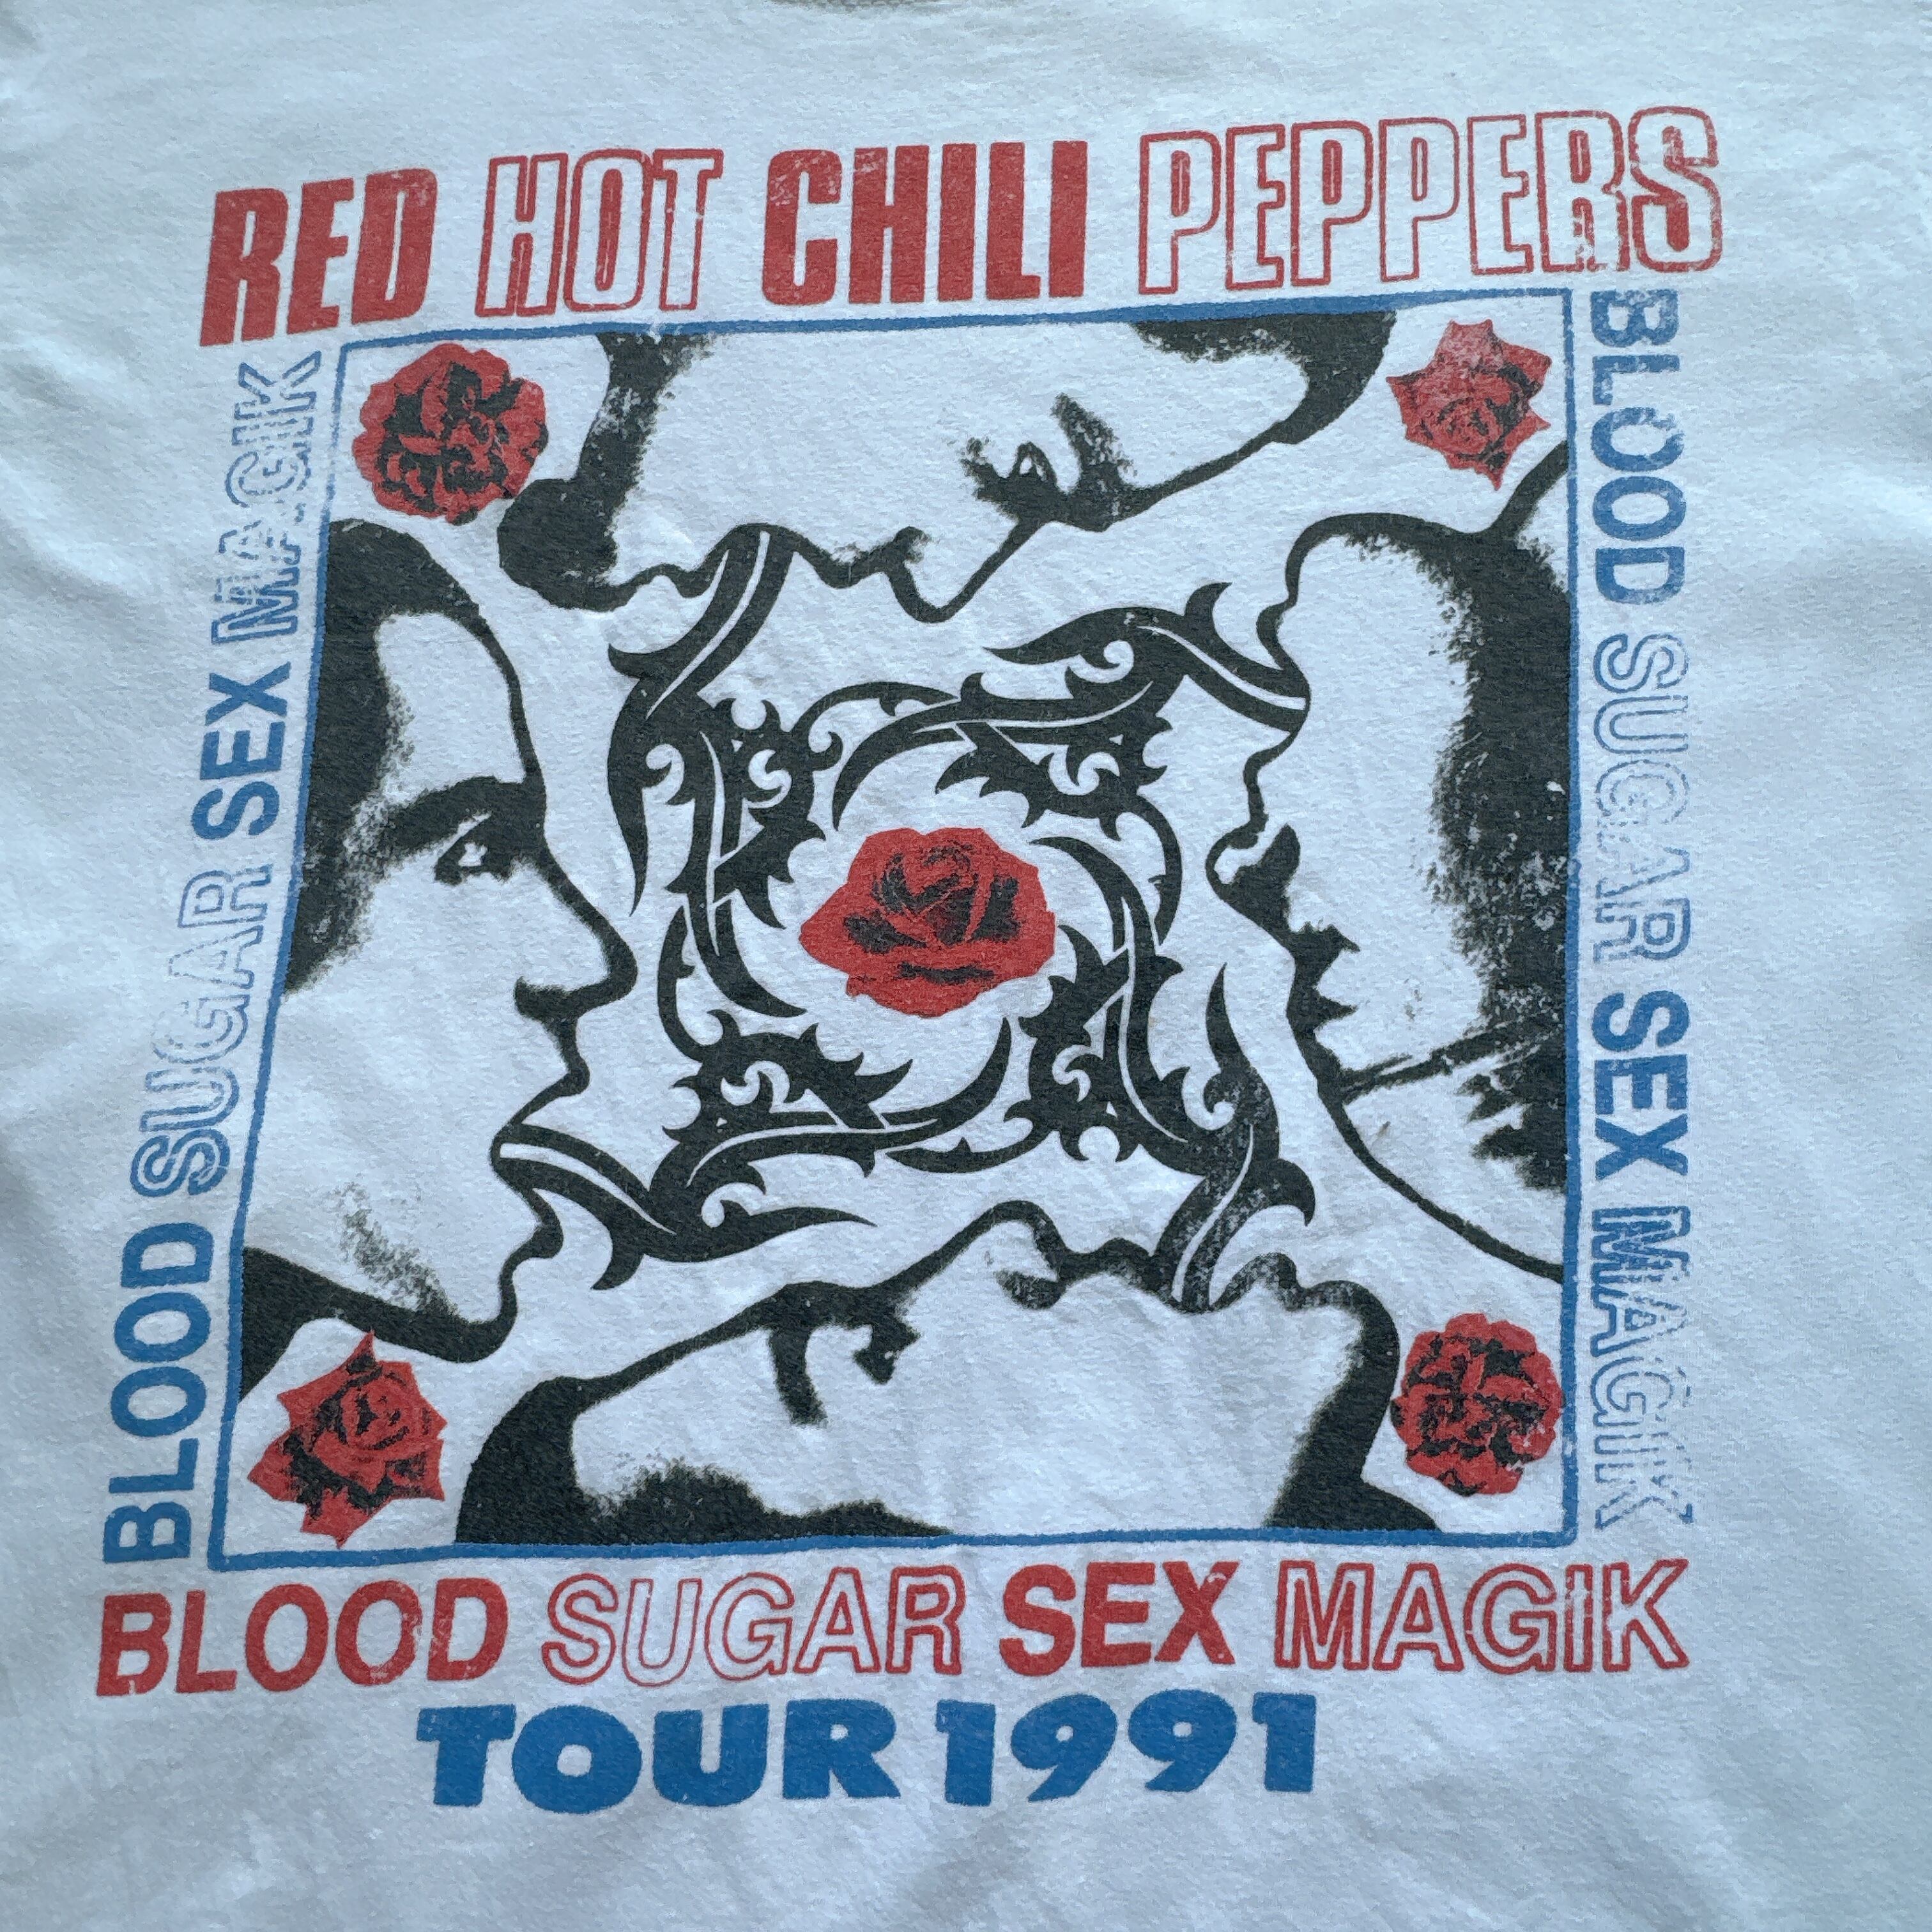 RED HOT CHILI PEPPERS
BLOOD SUGAR SEX MAGIK
BLOOD SUGAR SEX MAGIK
BLOOD SUGAR SEX MAGIK
TOUR 1991